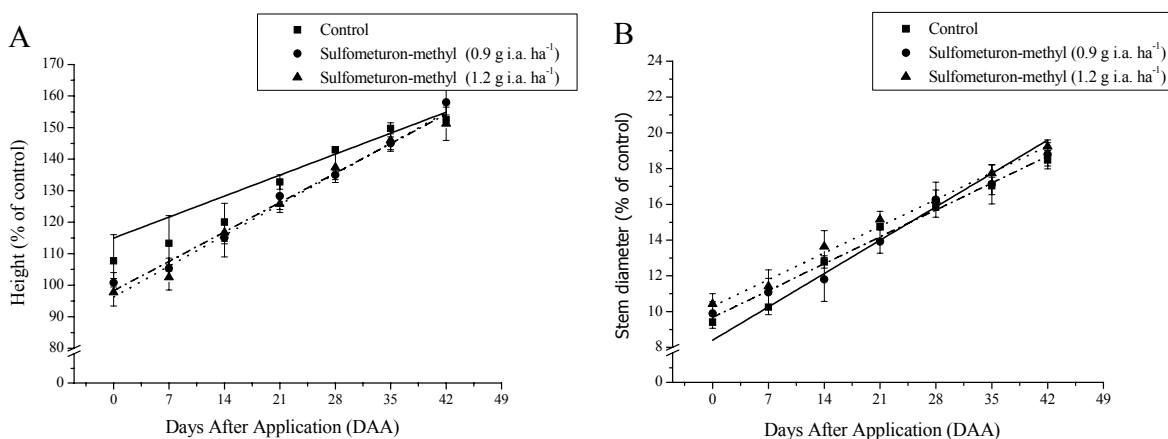 A
Control
Sulfometuron-methyl (0.9 g i.a. ha-1)
Sulfometuron-methyl (1.2 g i.a. ha-1)
170
160
150
140
130
120
110
100
90
80
0
Height (% of control)
0 7 14 21 28 35 42 49
Days After Application (DAA)
B
Control
Sulfometuron-methyl (0.9 g i.a. ha-1)
Sulfometuron-methyl (1.2 g i.a. ha-1)
24
22
20
18
16
14
12
10
8
0
Stem diameter (% of control)
0 7 14 21 28 35 42 49
Days After Application (DAA)